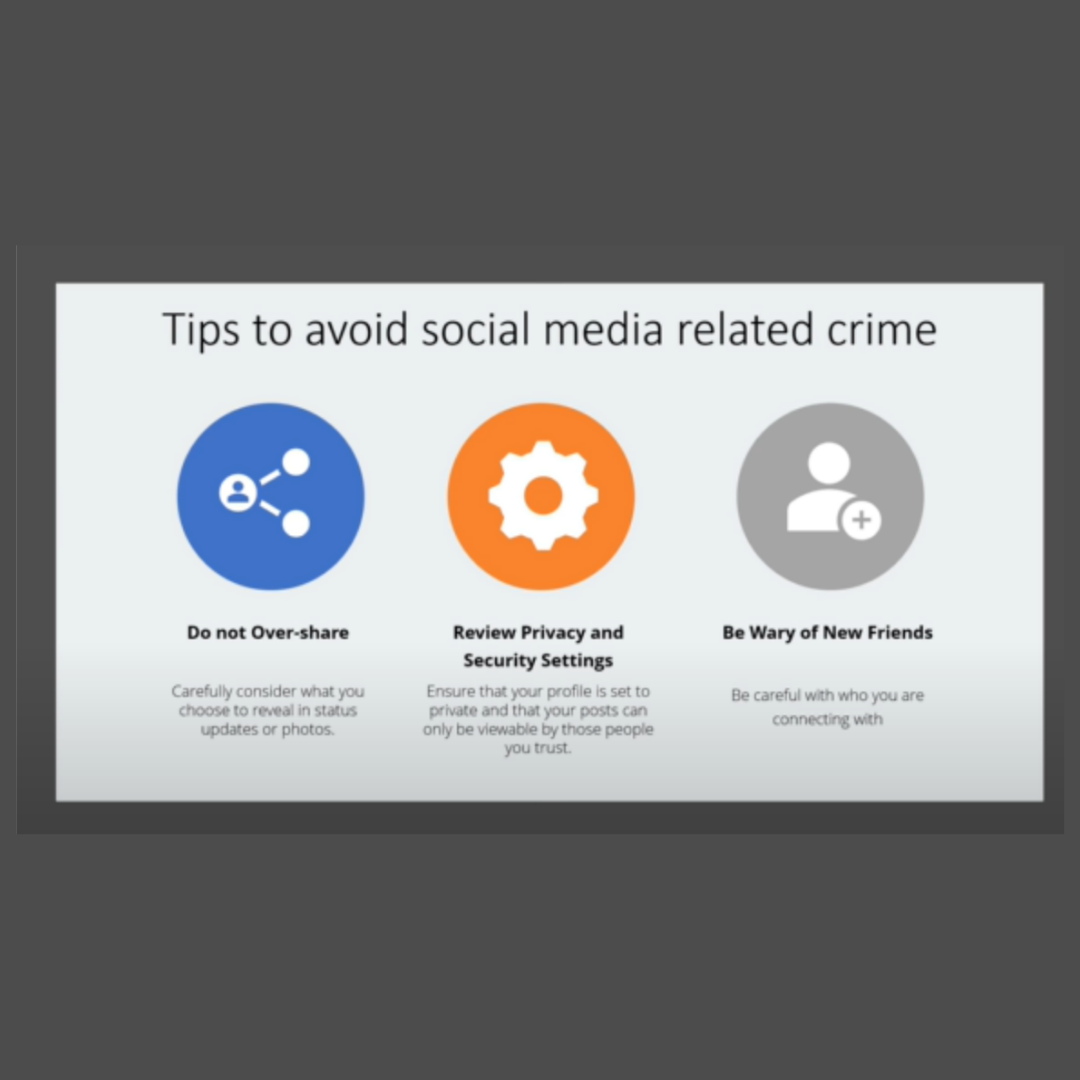 Tips to avoid social media related crime
Do not Over-share
Carefully consider what you
choose to reveal in status
updates or photos.
Review Privacy and
Security Settings
Ensure that your profile is set to
private and that your posts can
only be viewable by those people
you trust.
Be Wary of New Friends
Be careful with who you are
connecting with